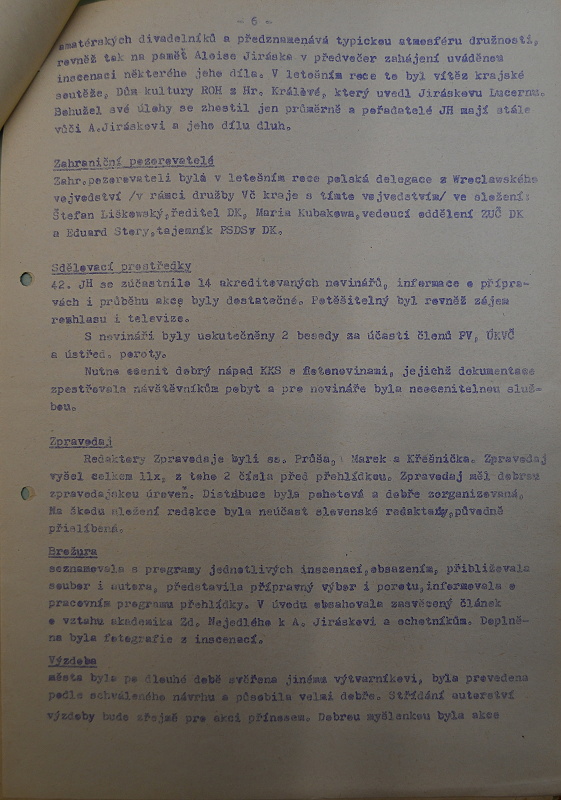 - 6 -
amatérských divadelníků a předznamenává typickou atmosféru družnosti,
rovněž tak na paměť Aloise Jiráska v předvečer zahájení uváděnem
inscenací některého jeho díla. V letošním roce to byl vítěz krajské
soutěže, Dům kultury ROH z Hr. Králévé, který uvedl Jiráskovu Lucernu.
Bohužel své úlohy se zhostil jen průměrně a pořadatelé JH mají stále
vůči A.Jiráskovi a jeho dílu dluh.
Zahraniční pozorovatelé
Zahr.pozorovateli byla v letošním roce polská delegace z Wroclawského
vojvodství /v rámci družby Vč kraje s tímto vojvodstvím/ ve složení:
Štefan Liškowský,ředitel DK, Maria Kubakowa,vedoucí oddělení ZUČ DK
a Eduard Story,tajemník PSDSv DK.
Sdělovací prostředky
42. JH se zúčastnilo 14 akreditovaných novinářů, informace o přípra-
vách i průběhu akce byly dostatečné. Potěšitelný byl rovněž zájem
rozhlasu i televize.
S novináři byly uskutečněny 2 besedy za účasti členů PV, ÚKVČ
a ústřed. poroty.
Nutno ocenit dobrý nápad KKS s fotonovinami, jejichž dokumentace
zpestřovala návštěvníkům pobyt a pro novináře byla neocenitelnou služ-
bou.
Zpravodaj
Redaktory Zpravodaje byli ss. Průša, Marek a Křešnička. Zpravodaj
vyšel celkem 11x, z toho 2 čísla před přehlídkou. Zpravodaj měl dobrou
zpravodajskou úroveň. Distibuce byla pohotová a dobře zorganizovaná.
Na škodu složení redakce byla neúčast slovenské redaktory,původně
přislíbená.
Brožura
seznamovala s programy jednotlivých inscenací,obsazením, přibližovala
soubor i autora, představila přípravný výbor i porotu,informovala o
pracovním programu přehlídky. V úvodu obsahovala zasvěcený článek
o vztahu akademika Zd. Nejedlého k A. Jiráskovi a ochotníkům. Doplně-
na byla fotografie z inscenací.
Výzdoba
města byla po dlouhé době svěřena jinému výtvarníkovi, byla provedena
podle schváleného návrhu a působila velmi dobře. Střídání autorství
výzdoby bude zřejmě pro akci přínosem. Dobrou myšlenkou byla akce